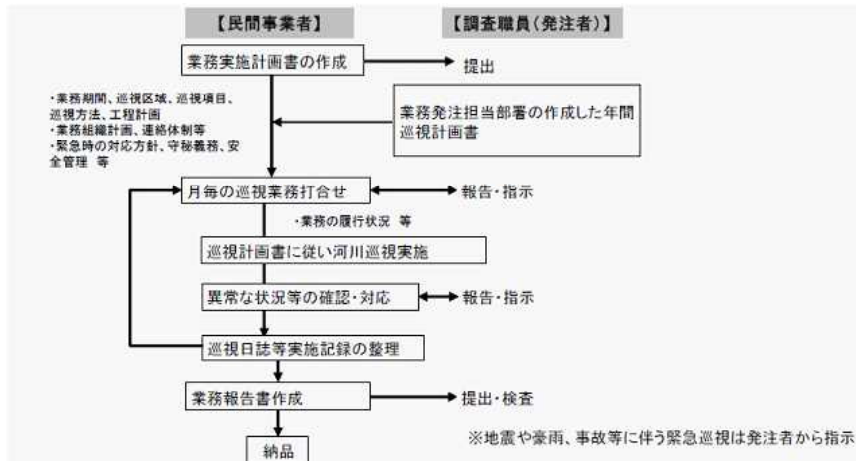 【民間事業者】
【調査職員(発注者)】
業務実施計画書の作成
提出
・業務期間、巡視区域、巡視項目、
巡視方法、工程計画
・業務組織計画、連絡体制等
・緊急時の対応方針、守秘義務、安
全管理 等
業務発注担当部署の作成した年間
巡視計画書
月毎の巡視業務打合せ
報告・指示
・業務の履行状況 等
巡視計画書に従い河川巡視実施
異常な状況等の確認・対応
報告・指示
巡視日誌等実施記録の整理
業務報告書作成
提出・検査
納品
※地震や豪雨、事故等に伴う緊急巡視は発注者から指示